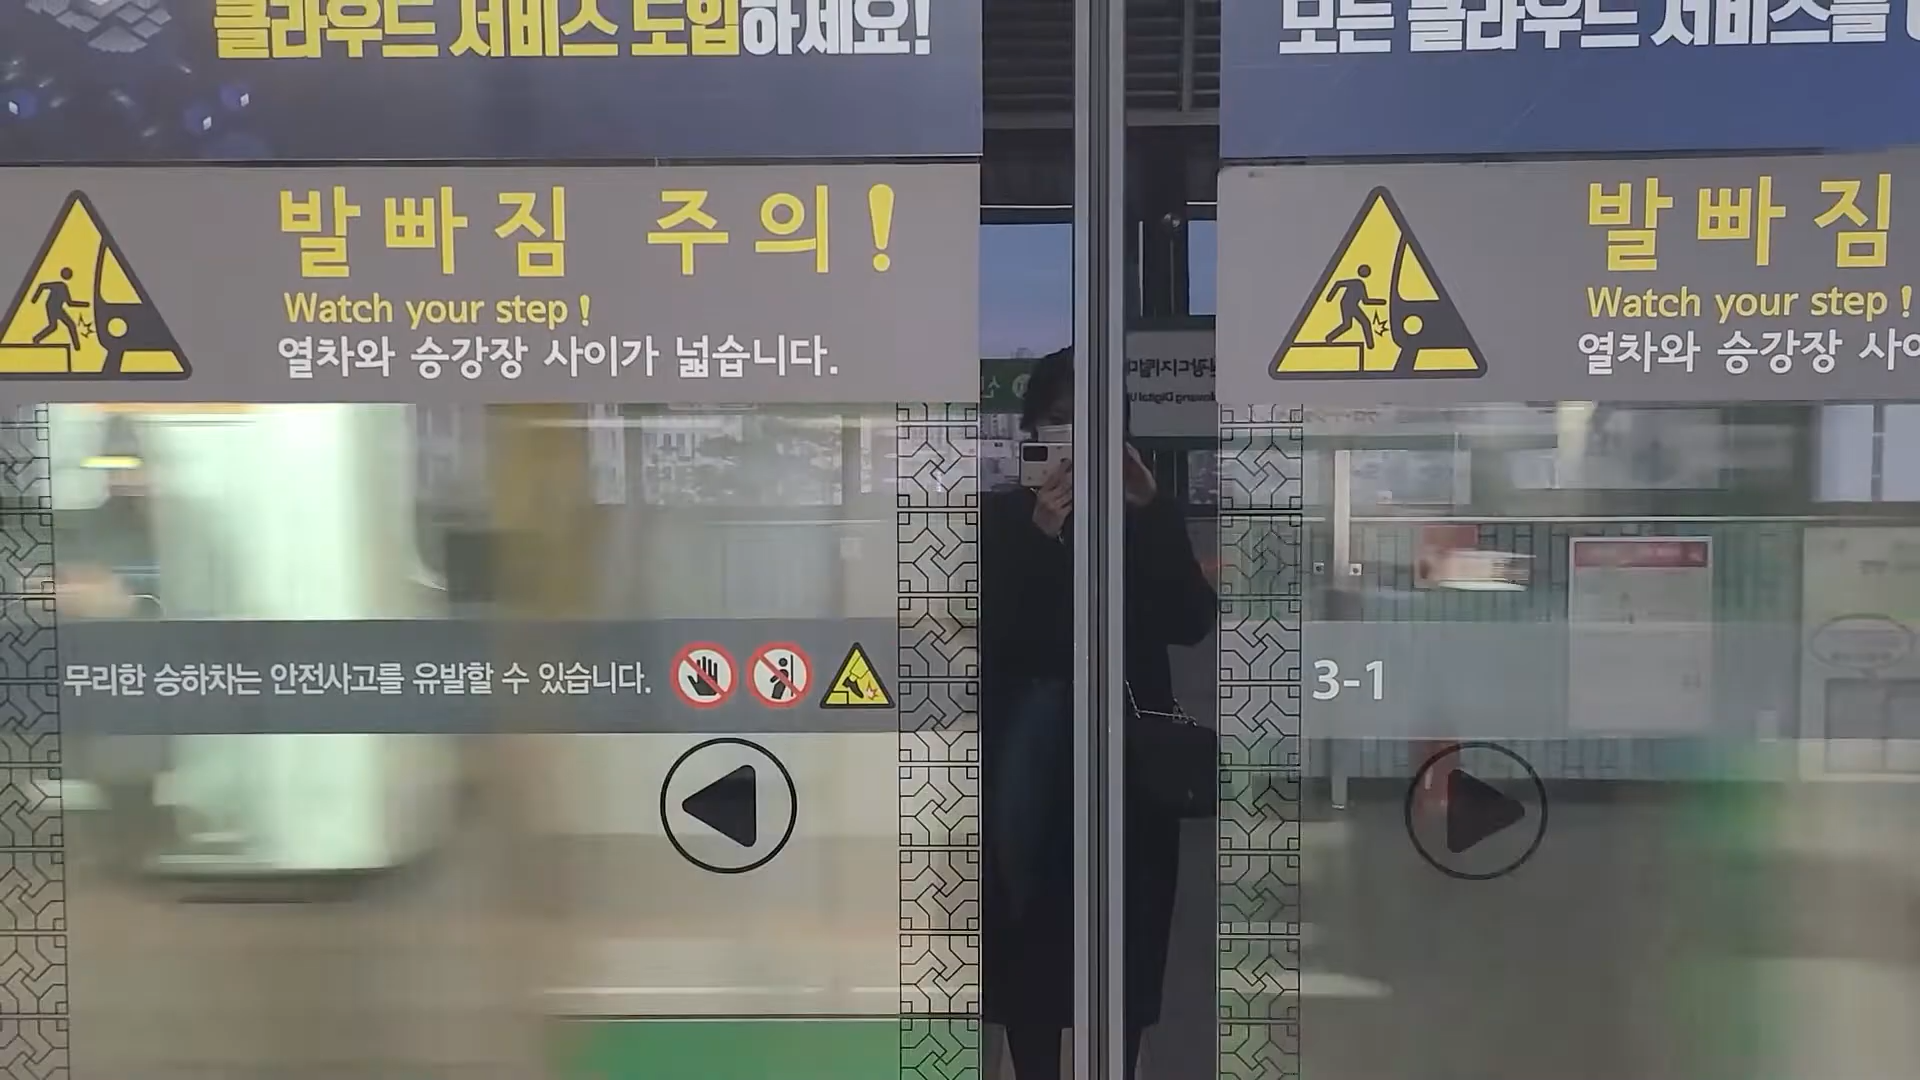 클라우드 서비스 도입하세요!
모든 클라우드 서비스를
발빠짐 주의!
Watch your step!
열차와 승강장 사이가 넓습니다.
발빠짐
Watch your step!
열차와 승강장
무리한 승하차는 안전사고를 유발할 수 있습니다.
3-1